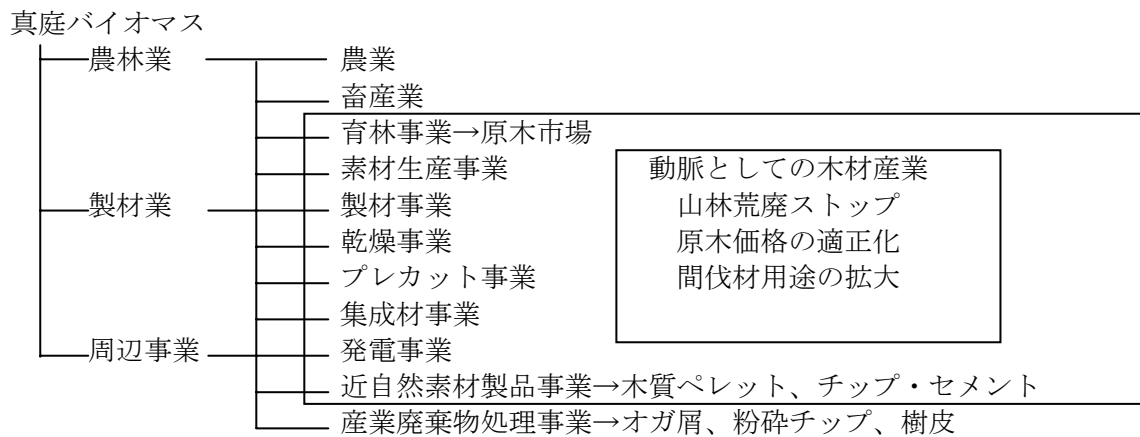 真庭バイオマス
農林業 農業
畜産業
育林事業→原木市場
素材生産事業 動脈としての木材産業
製材業 製材事業 山林荒廃ストップ
乾燥事業 原木価格の適正化
プレカット事業 間伐材用途の拡大
集成材事業
周辺事業 発電事業
近自然素材製品事業→木質ペレット、チップ・セメント
産業廃棄物処理事業→オガ屑、粉砕チップ、樹皮